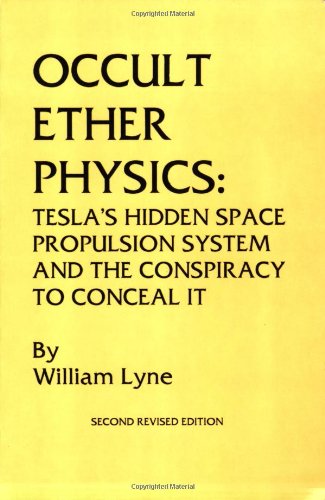 OCCULT
ETHER
PHYSICS:
TESLA'S HIDDEN SPACE
PROPULSION SYSTEM
AND THE CONSPIRACY
TO CONCEAL IT
By
William Lyne
SECOND REVISED EDITION